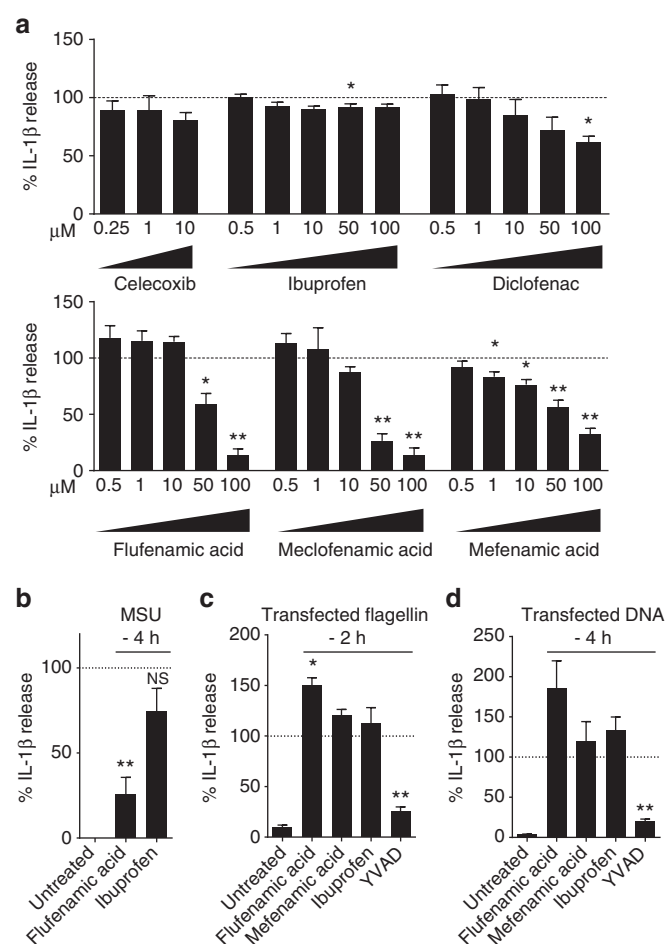 a
150
100
50
0
% IL-1β release
*
*
μM 0.25 1 10 0.5 1 10 50 100 0.5 1 10 50 100
Celecoxib Ibuprofen Diclofenac
150
100
50
0
% IL-1β release
* ** ** ** * * ** **
μM 0.5 1 10 50 100 0.5 1 10 50 100 0.5 1 10 50 100
Flufenamic acid Meclofenamic acid Mefenamic acid
b
MSU
- 4 h
100
50
0
% IL-1β release
** NS
Untreated
Flufenamic acid
Ibuprofen
c
Transfected flagellin
- 2 h
200
150
100
50
0
% IL-1β release
* **
Untreated
Flufenamic acid
Mefenamic acid
Ibuprofen
YVAD
d
Transfected DNA
- 4 h
250
200
150
100
50
0
% IL-1β release
**
Untreated
Flufenamic acid
Mefenamic acid
Ibuprofen
YVAD